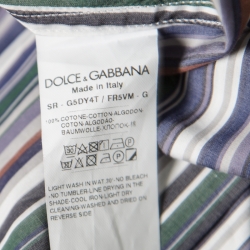 DOLCE & GABBANA
Made in Italy
SR - G5DY4T / FR5VM - G
100% COTONE-COTTON-COTON
COTON-ALGODAO-
BAUMWOLLE-ХЛОПОК
LIGHT WASH IN WAT RE/NO BLEACH
NO TUMBLER-LINE DRYING IN THE
SHADE-COOL IRON-LIGHT DRY
CLEANING WASHED AND DRIED ON
REVERSE SIDE